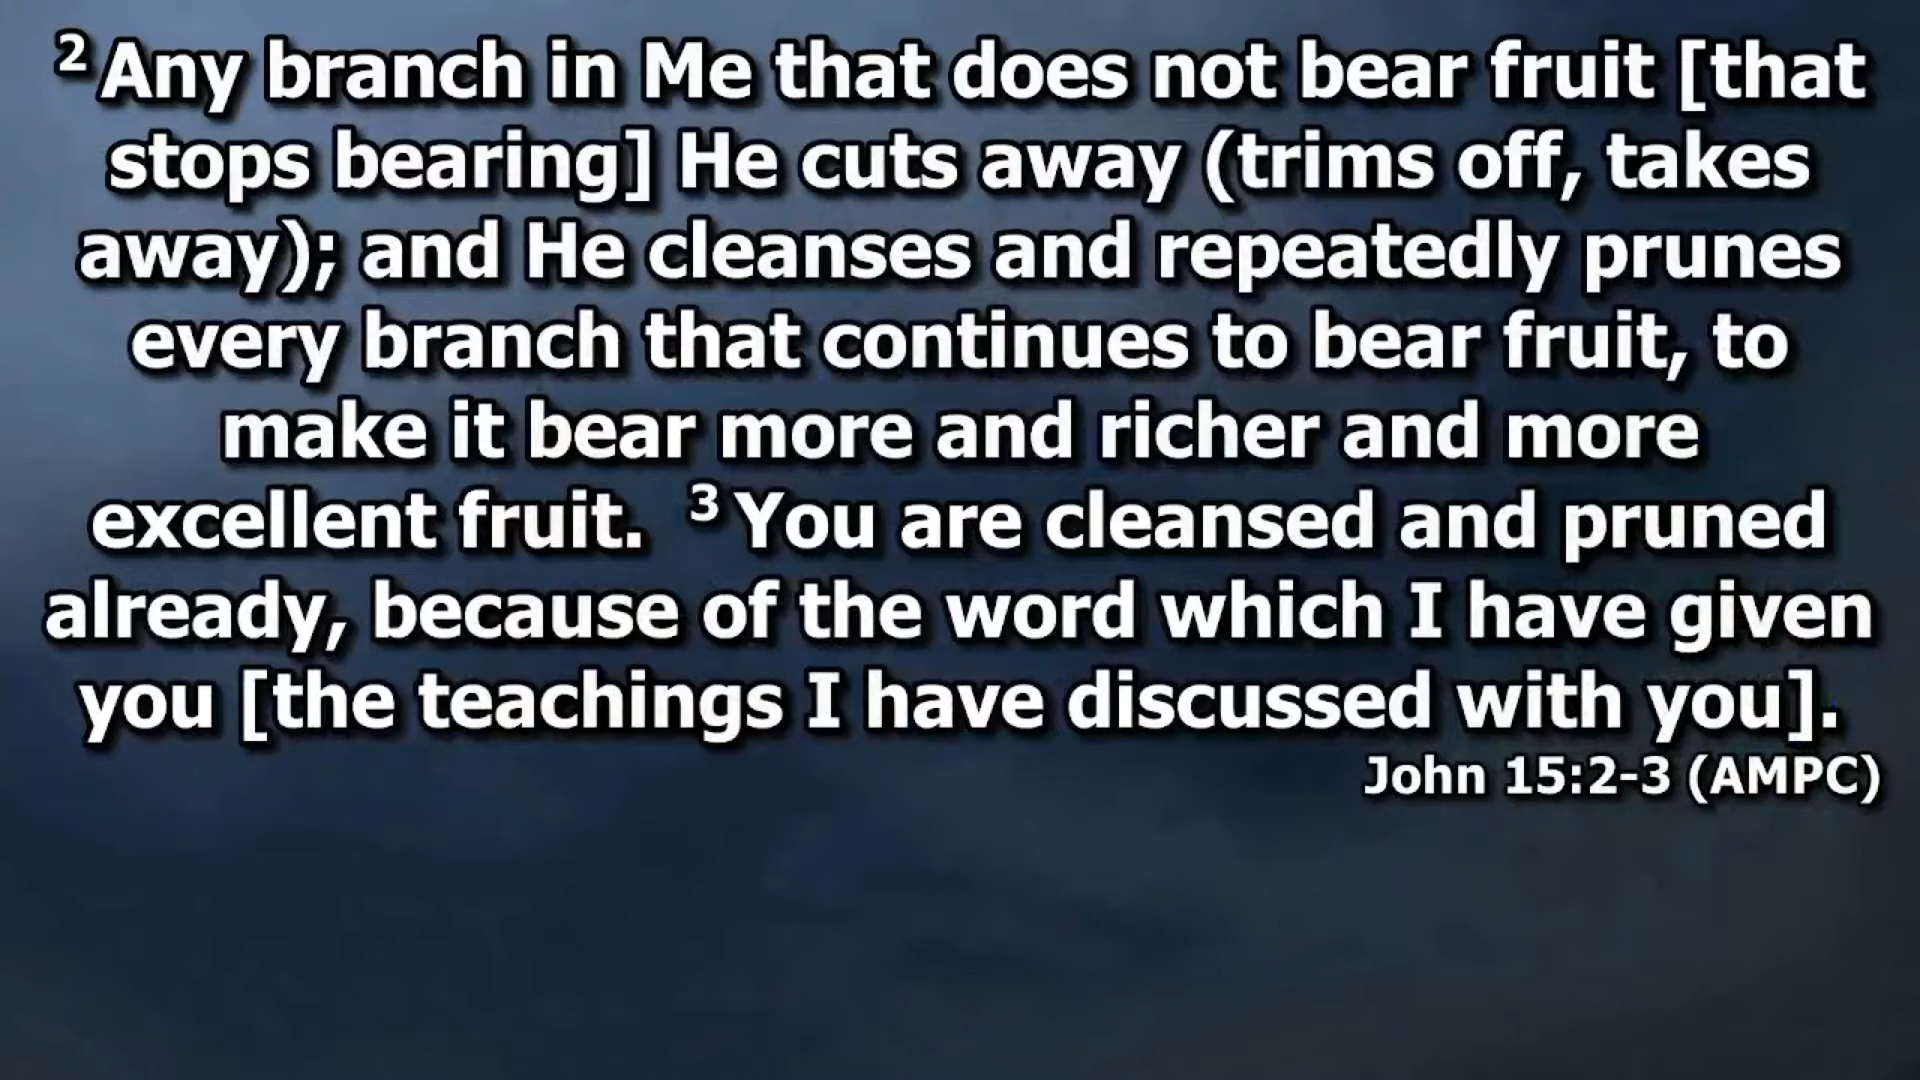 ² Any branch in Me that does not bear fruit [that
stops bearing] He cuts away (trims off, takes
away); and He cleanses and repeatedly prunes
every branch that continues to bear fruit, to
make it bear more and richer and more
excellent fruit. ³ You are cleansed and pruned
already, because of the word which I have given
you [the teachings I have discussed with you].
John 15:2-3 (AMPC)